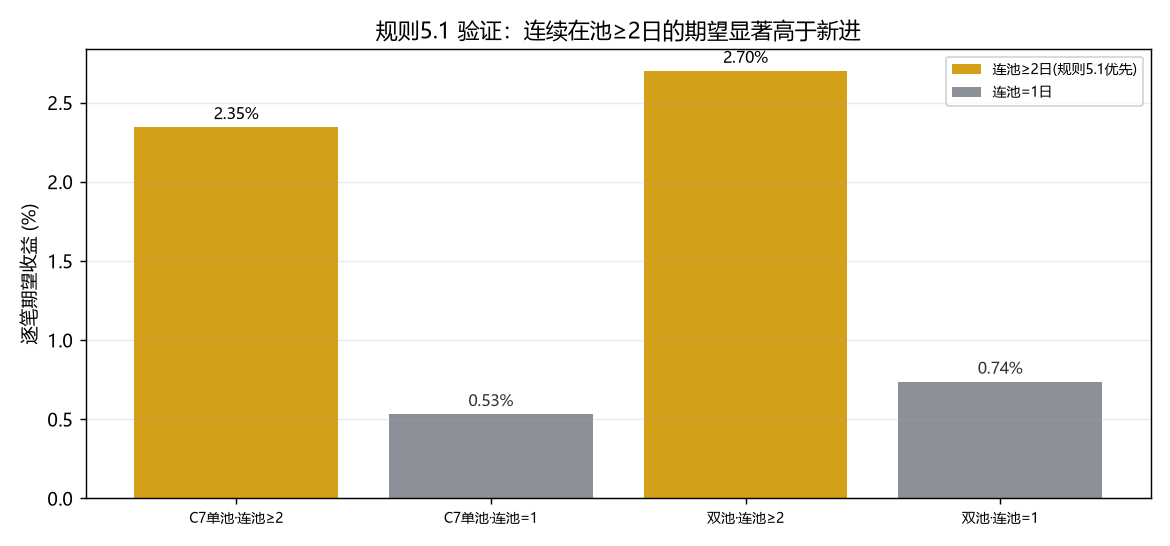 规则5.1 验证：连续在池≥2日的期望显著高于新进
连池≥2日(规则5.1优先)
连池=1日
逐笔期望收益 (%)
2.5
2.0
1.5
1.0
0.5
0.0
2.35%
0.53%
2.70%
0.74%
C7单池·连池≥2
C7单池·连池=1
双池·连池≥2
双池·连池=1